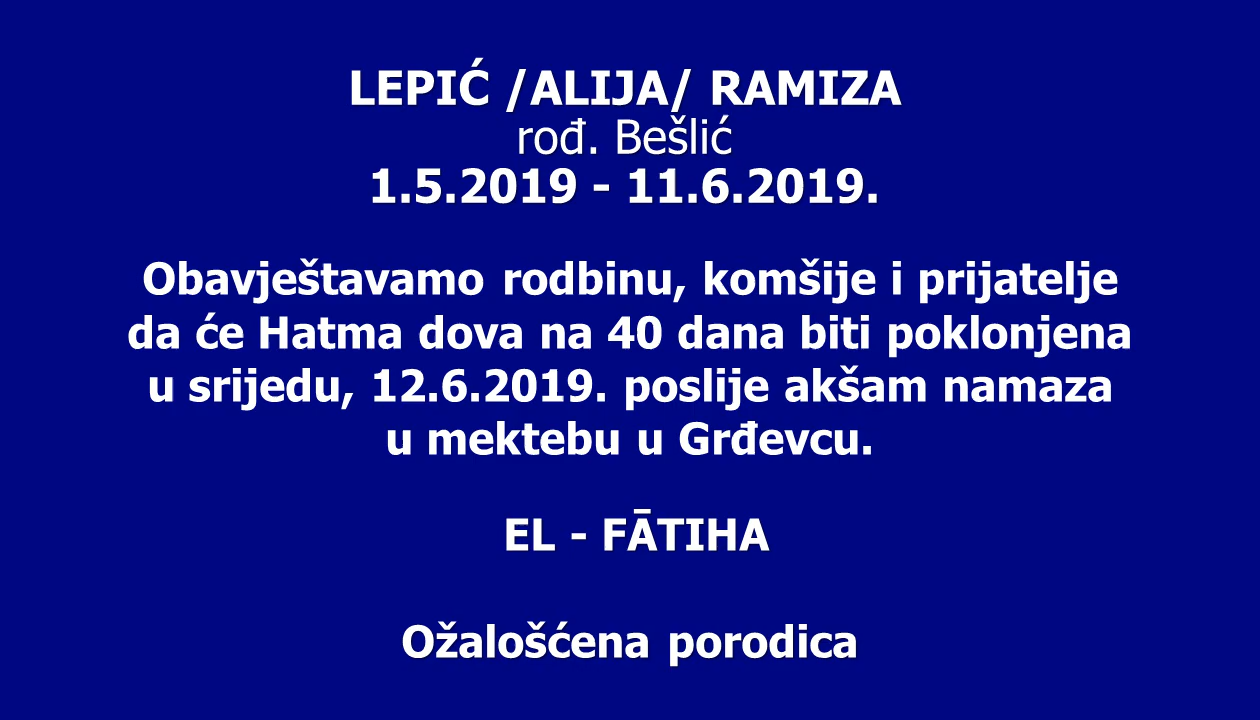 LEPIĆ /ALIJA/ RAMIZA
rođ. Bešlić
1.5.2019 - 11.6.2019.
Obavještavamo rodbinu, komšije i prijatelje
da će Hatma dova na 40 dana biti poklonjena
u srijedu, 12.6.2019. poslije akšam namaza
u mektebu u Grđevcu.
EL - FĀTIHA
Ožalošćena porodica